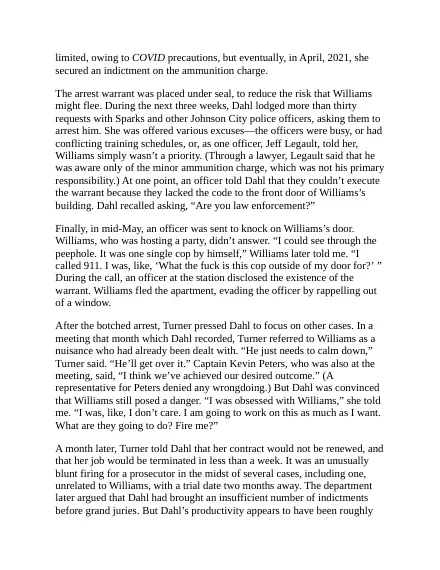 limited, owing to COVID precautions, but eventually, in April, 2021, she
secured an indictment on the ammunition charge.
The arrest warrant was placed under seal, to reduce the risk that Williams
might flee. During the next three weeks, Dahl lodged more than thirty
requests with Sparks and other Johnson City police officers, asking them to
arrest him. She was offered various excuses—the officers were busy, or had
conflicting training schedules, or, as one officer, Jeff Legault, told her,
Williams simply wasn’t a priority. (Through a lawyer, Legault said that he
was aware only of the minor ammunition charge, which was not his primary
responsibility.) At one point, an officer told Dahl that they couldn’t execute
the warrant because they lacked the code to the front door of Williams’s
building. Dahl recalled asking, “Are you law enforcement?”
Finally, in mid-May, an officer was sent to knock on Williams’s door.
Williams, who was hosting a party, didn’t answer. “I could see through the
peephole. It was one single cop by himself,” Williams later told me. “I
called 911. I was, like, ‘What the fuck is this cop outside of my door for?’ ”
During the call, an officer at the station disclosed the existence of the
warrant. Williams fled the apartment, evading the officer by rappelling out
of a window.
After the botched arrest, Turner pressed Dahl to focus on other cases. In a
meeting that month which Dahl recorded, Turner referred to Williams as a
nuisance who had already been dealt with. “He just needs to calm down,”
Turner said. “He’ll get over it.” Captain Kevin Peters, who was also at the
meeting, said, “I think we’ve achieved our desired outcome.” (A
representative for Peters denied any wrongdoing.) But Dahl was convinced
that Williams still posed a danger. “I was obsessed with Williams,” she told
me. “I was, like, I don’t care. I am going to work on this as much as I want.
What are they going to do? Fire me?”
A month later, Turner told Dahl that her contract would not be renewed, and
that her job would be terminated in less than a week. It was an unusually
blunt firing for a prosecutor in the midst of several cases, including one,
unrelated to Williams, with a trial date two months away. The department
later argued that Dahl had brought an insufficient number of indictments
before grand juries. But Dahl’s productivity appears to have been roughly